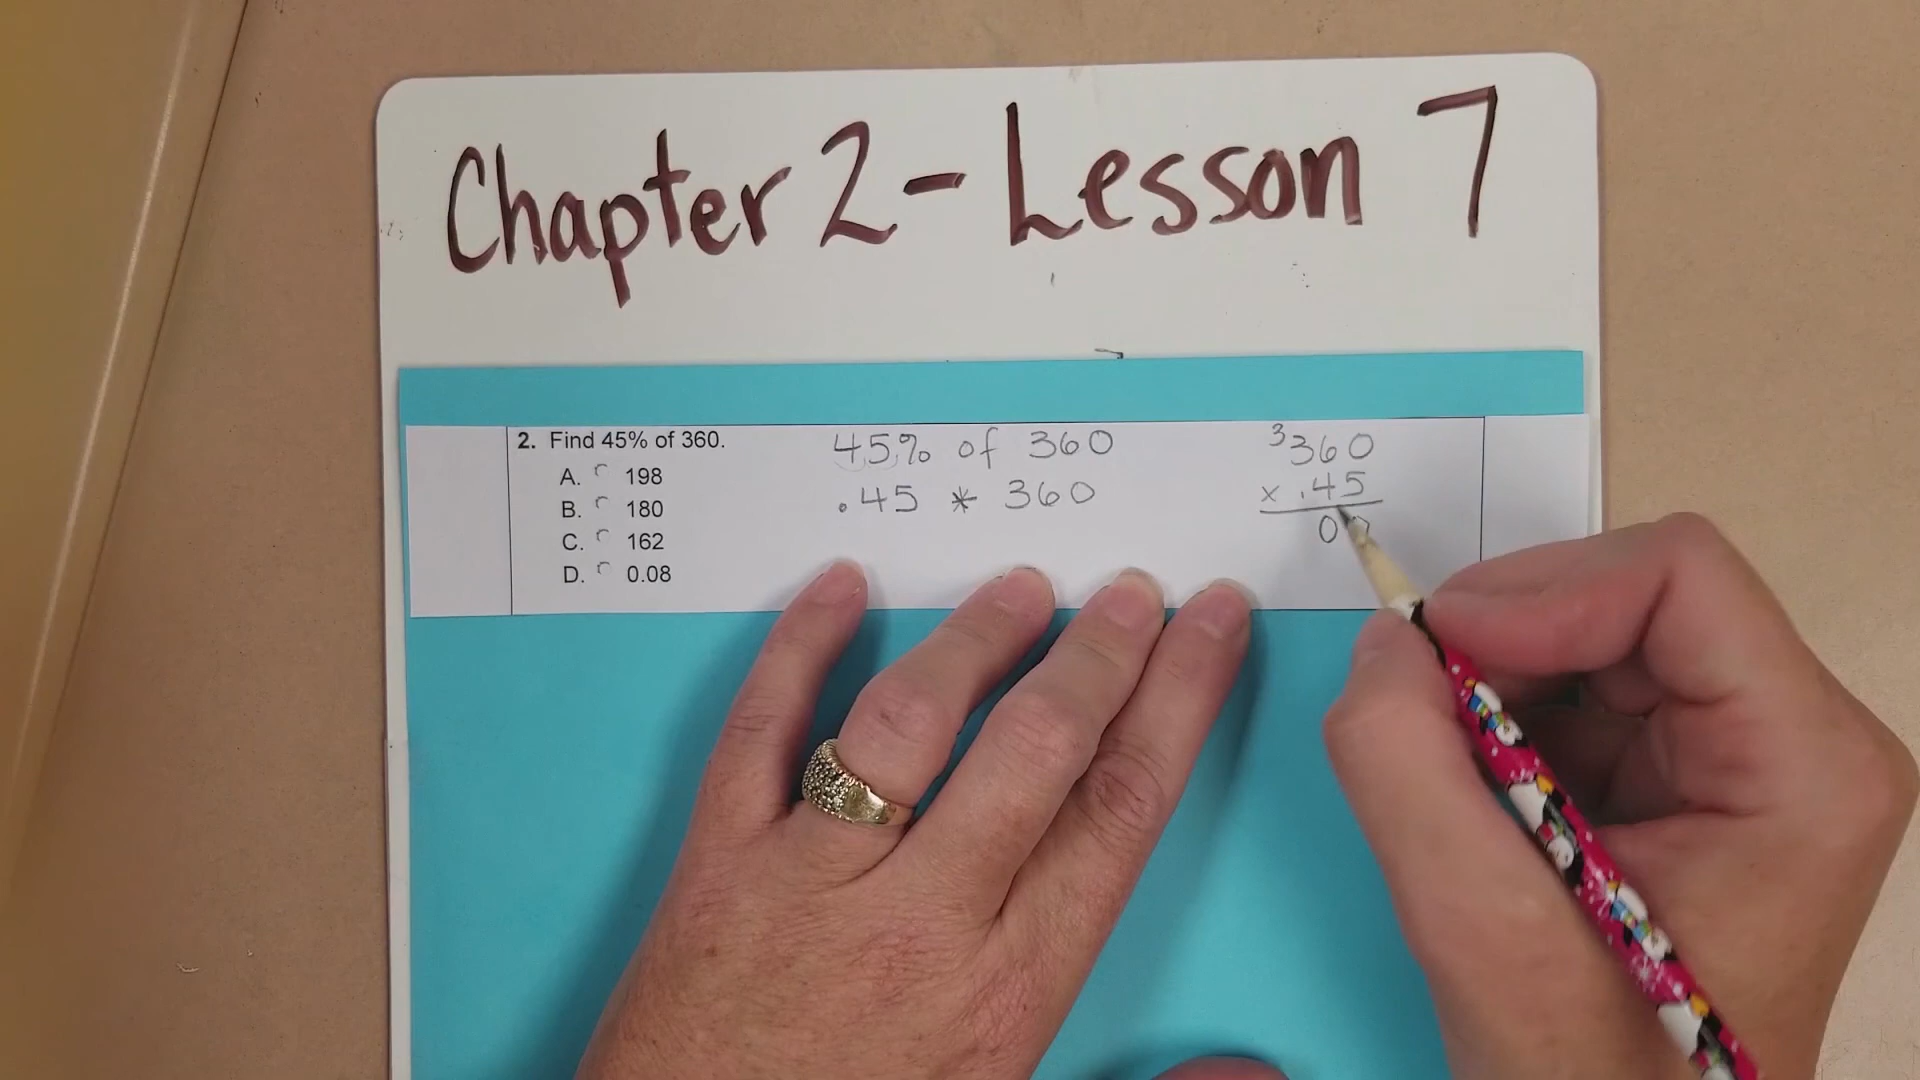 Chapter 2 - Lesson 7
2. Find 45% of 360.
A. 198
B. 180
C. 162
D. 0.08
45% of 360
.45 * 360
3
360
x .45
00